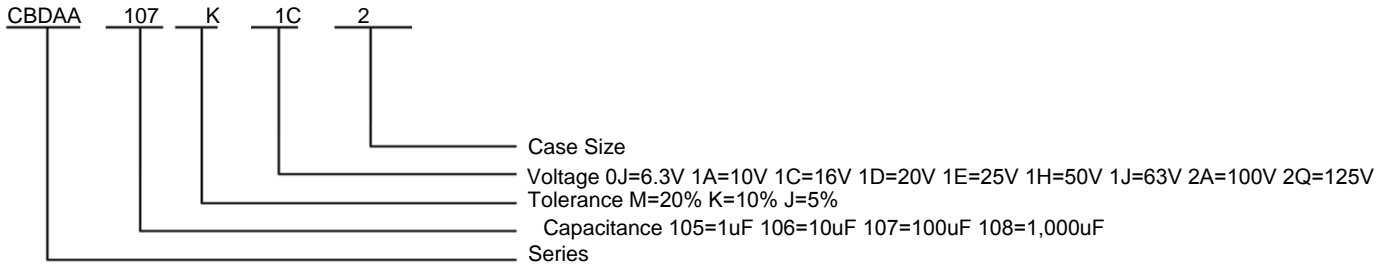 CBDAA 107 K 1C 2
Case Size
Voltage 0J=6.3V 1A=10V 1C=16V 1D=20V 1E=25V 1H=50V 1J=63V 2A=100V 2Q=125V
Tolerance M=20% K=10% J=5%
Capacitance 105=1uF 106=10uF 107=100uF 108=1,000uF
Series